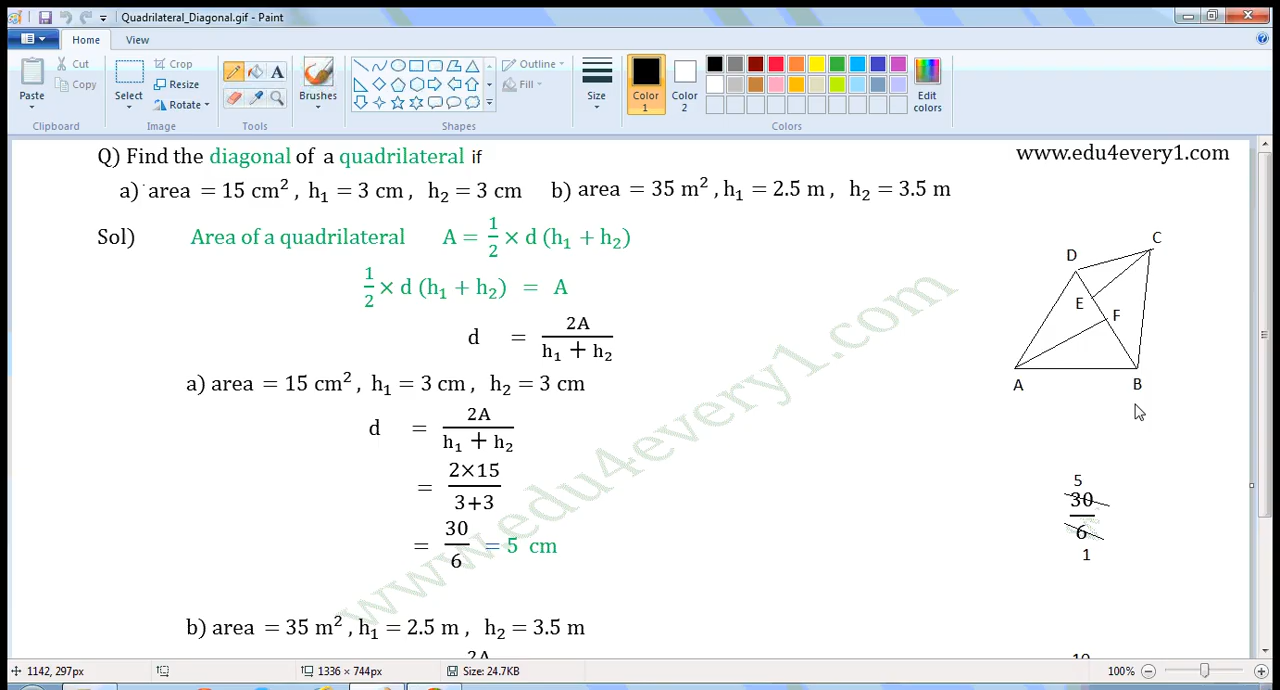 Quadrilateral_Diagonal.gif - Paint
Home View
Paste Cut Copy Select Crop Resize Rotate Brushes Outline Fill Size Color 1 Color 2 Edit colors
Clipboard Image Tools Shapes Colors
Q) Find the diagonal of a quadrilateral if
www.edu4every1.com
a) area = 15 cm², h₁ = 3 cm, h₂ = 3 cm b) area = 35 m², h₁ = 2.5 m, h₂ = 3.5 m
Sol) Area of a quadrilateral A = 1/2 × d (h₁ + h₂)
1/2 × d (h₁ + h₂) = A
d = 2A / h₁ + h₂
a) area = 15 cm², h₁ = 3 cm, h₂ = 3 cm
d = 2A / h₁ + h₂
= 2×15 / 3+3
= 30 / 6 = 5 cm
b) area = 35 m², h₁ = 2.5 m, h₂ = 3.5 m
2A
C
D
E
F
A B
5
30
6
1
10
www.edu4every1.com
1142, 297px 1336 × 744px Size: 24.7KB 100%